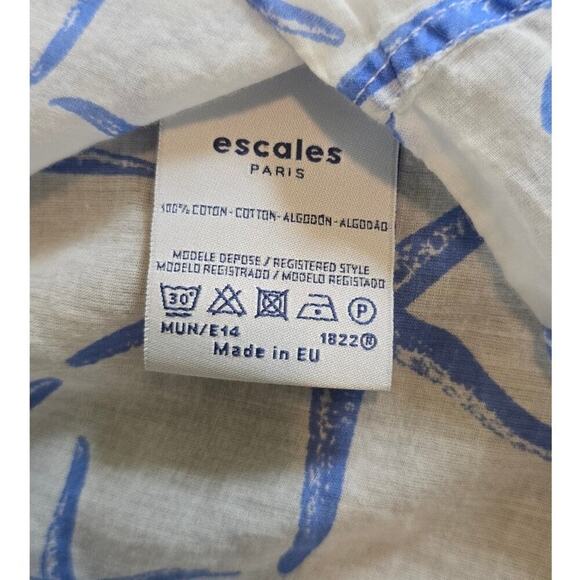 escales
PARIS
100% COTON-COTTON-ALGODÓN-ALGODÃO
MODELE DEPOSE / REGISTERED STYLE
MODELO REGISTRADO / MODELO REGISTADO
30°
P
MUN/E14 1822®
Made in EU